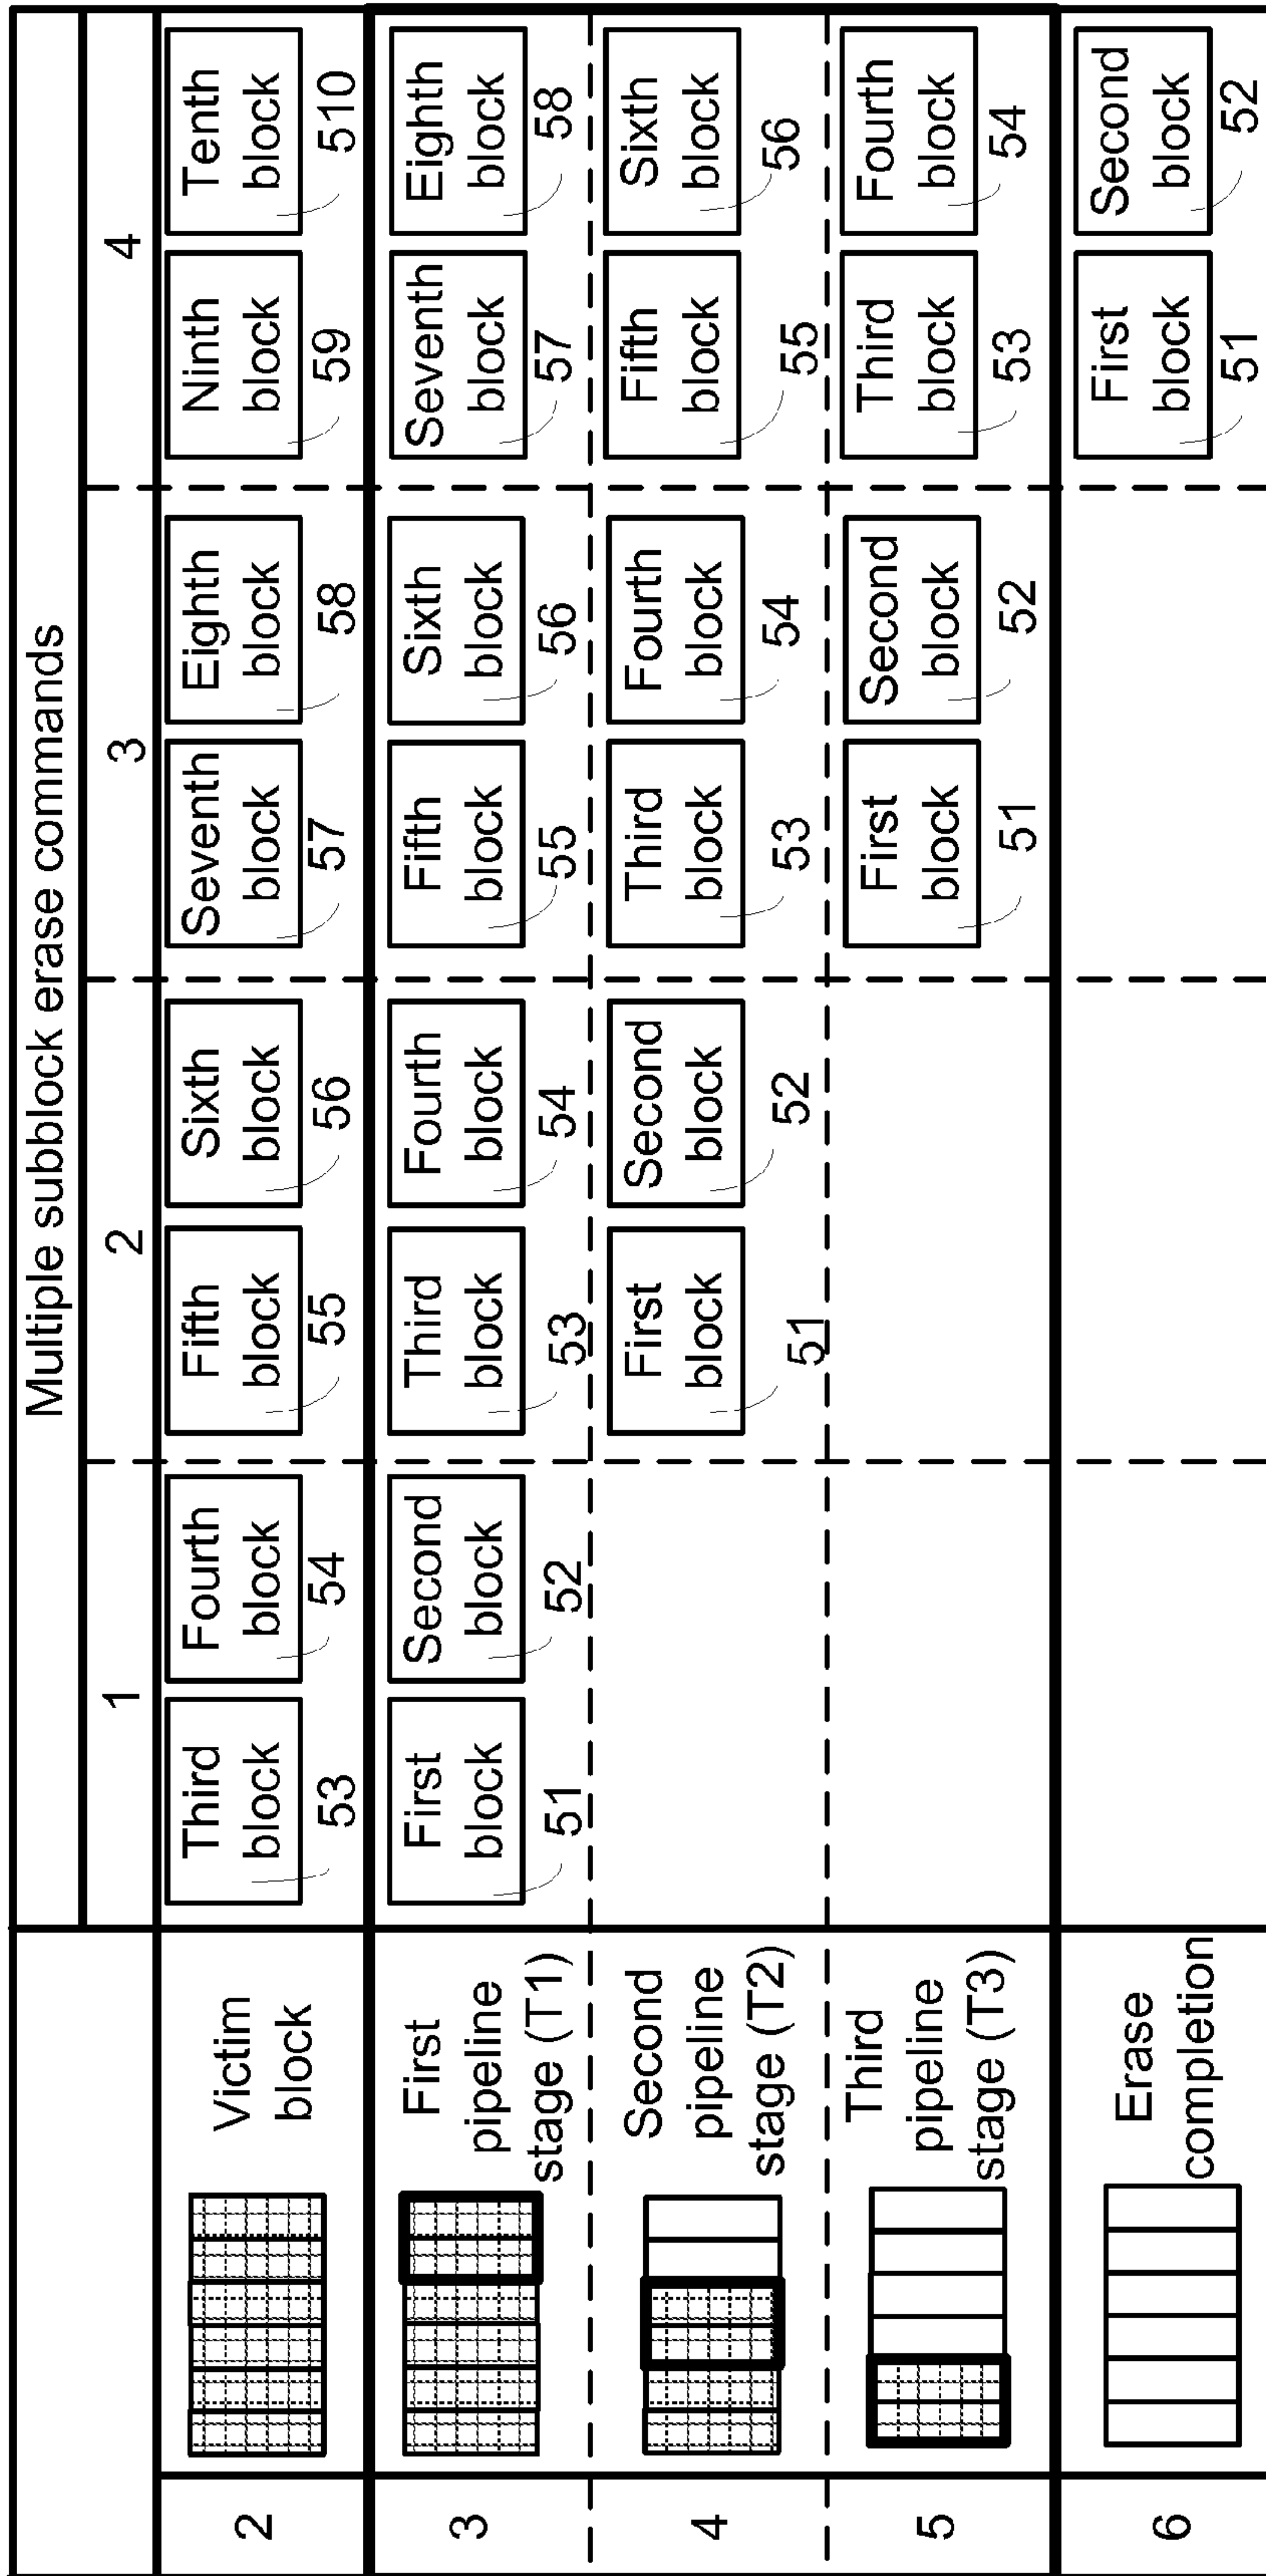 Multiple subblock erase commands
1
2
3
4
2
Victim
block
Third
block
53
Fourth
block
54
Fifth
block
55
Sixth
block
56
Seventh
block
57
Eighth
block
58
Ninth
block
59
Tenth
block
510
3
First
pipeline
stage (T1)
First
block
51
Second
block
52
Third
block
53
Fourth
block
54
Fifth
block
55
Sixth
block
56
Seventh
block
57
Eighth
block
58
4
Second
pipeline
stage (T2)
First
block
51
Second
block
52
Third
block
53
Fourth
block
54
Fifth
block
55
Sixth
block
56
5
Third
pipeline
stage (T3)
First
block
51
Second
block
52
Third
block
53
Fourth
block
54
6
Erase
completion
First
block
51
Second
block
52